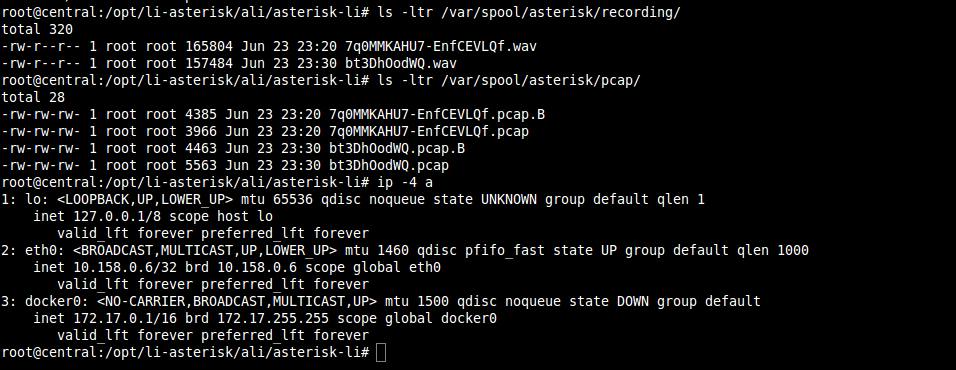 root@central:/opt/li-asterisk/ali/asterisk-li# ls -ltr /var/spool/asterisk/recording/
total 320
-rw-r--r-- 1 root root 165804 Jun 23 23:20 7q0MMKAHU7-EnfCEVLQf.wav
-rw-r--r-- 1 root root 157484 Jun 23 23:30 bt3DhOodWQ.wav
root@central:/opt/li-asterisk/ali/asterisk-li# ls -ltr /var/spool/asterisk/pcap/
total 28
-rw-rw-rw- 1 root root 4385 Jun 23 23:20 7q0MMKAHU7-EnfCEVLQf.pcap.B
-rw-rw-rw- 1 root root 3966 Jun 23 23:20 7q0MMKAHU7-EnfCEVLQf.pcap
-rw-rw-rw- 1 root root 4463 Jun 23 23:30 bt3DhOodWQ.pcap.B
-rw-rw-rw- 1 root root 5563 Jun 23 23:30 bt3DhOodWQ.pcap
root@central:/opt/li-asterisk/ali/asterisk-li# ip -4 a
1: lo: <LOOPBACK,UP,LOWER_UP> mtu 65536 qdisc noqueue state UNKNOWN group default qlen 1
    inet 127.0.0.1/8 scope host lo
       valid_lft forever preferred_lft forever
2: eth0: <BROADCAST,MULTICAST,UP,LOWER_UP> mtu 1460 qdisc pfifo_fast state UP group default qlen 1000
    inet 10.158.0.6/32 brd 10.158.0.6 scope global eth0
       valid_lft forever preferred_lft forever
3: docker0: <NO-CARRIER,BROADCAST,MULTICAST,UP> mtu 1500 qdisc noqueue state DOWN group default
    inet 172.17.0.1/16 brd 172.17.255.255 scope global docker0
       valid_lft forever preferred_lft forever
root@central:/opt/li-asterisk/ali/asterisk-li#